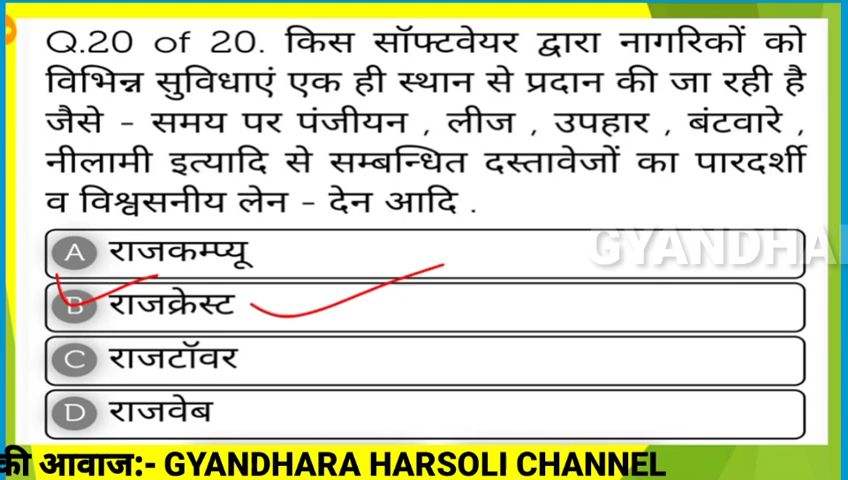 Q.20 of 20. किस सॉफ्टवेयर द्वारा नागरिकों को
विभिन्न सुविधाएं एक ही स्थान से प्रदान की जा रही है
जैसे - समय पर पंजीयन , लीज , उपहार , बंटवारे ,
नीलामी इत्यादि से सम्बन्धित दस्तावेजों का पारदर्शी
व विश्वसनीय लेन - देन आदि .
GYANDHA
A राजकम्प्यू
B राजक्रेस्ट
C राजटॉवर
D राजवेब
की आवाज:- GYANDHARA HARSOLI CHANNEL